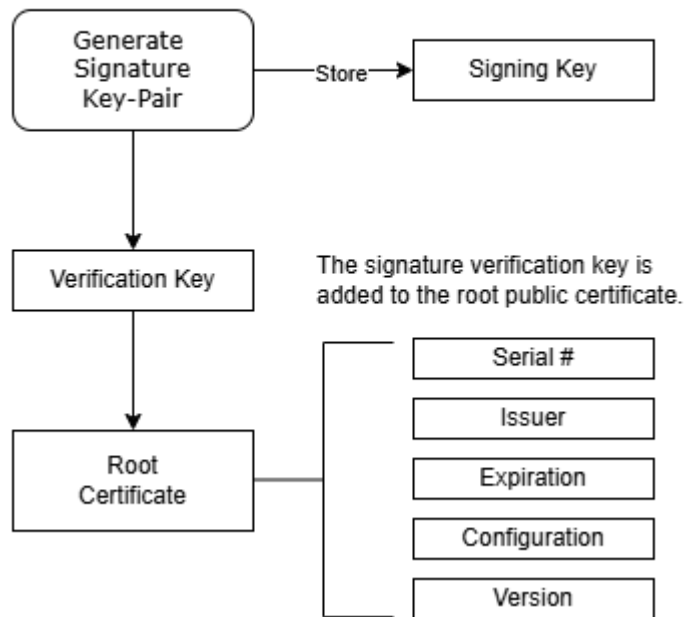 Generate
Signature
Key-Pair
Store
Signing Key
Verification Key
The signature verification key is
added to the root public certificate.
Root
Certificate
Serial #
Issuer
Expiration
Configuration
Version